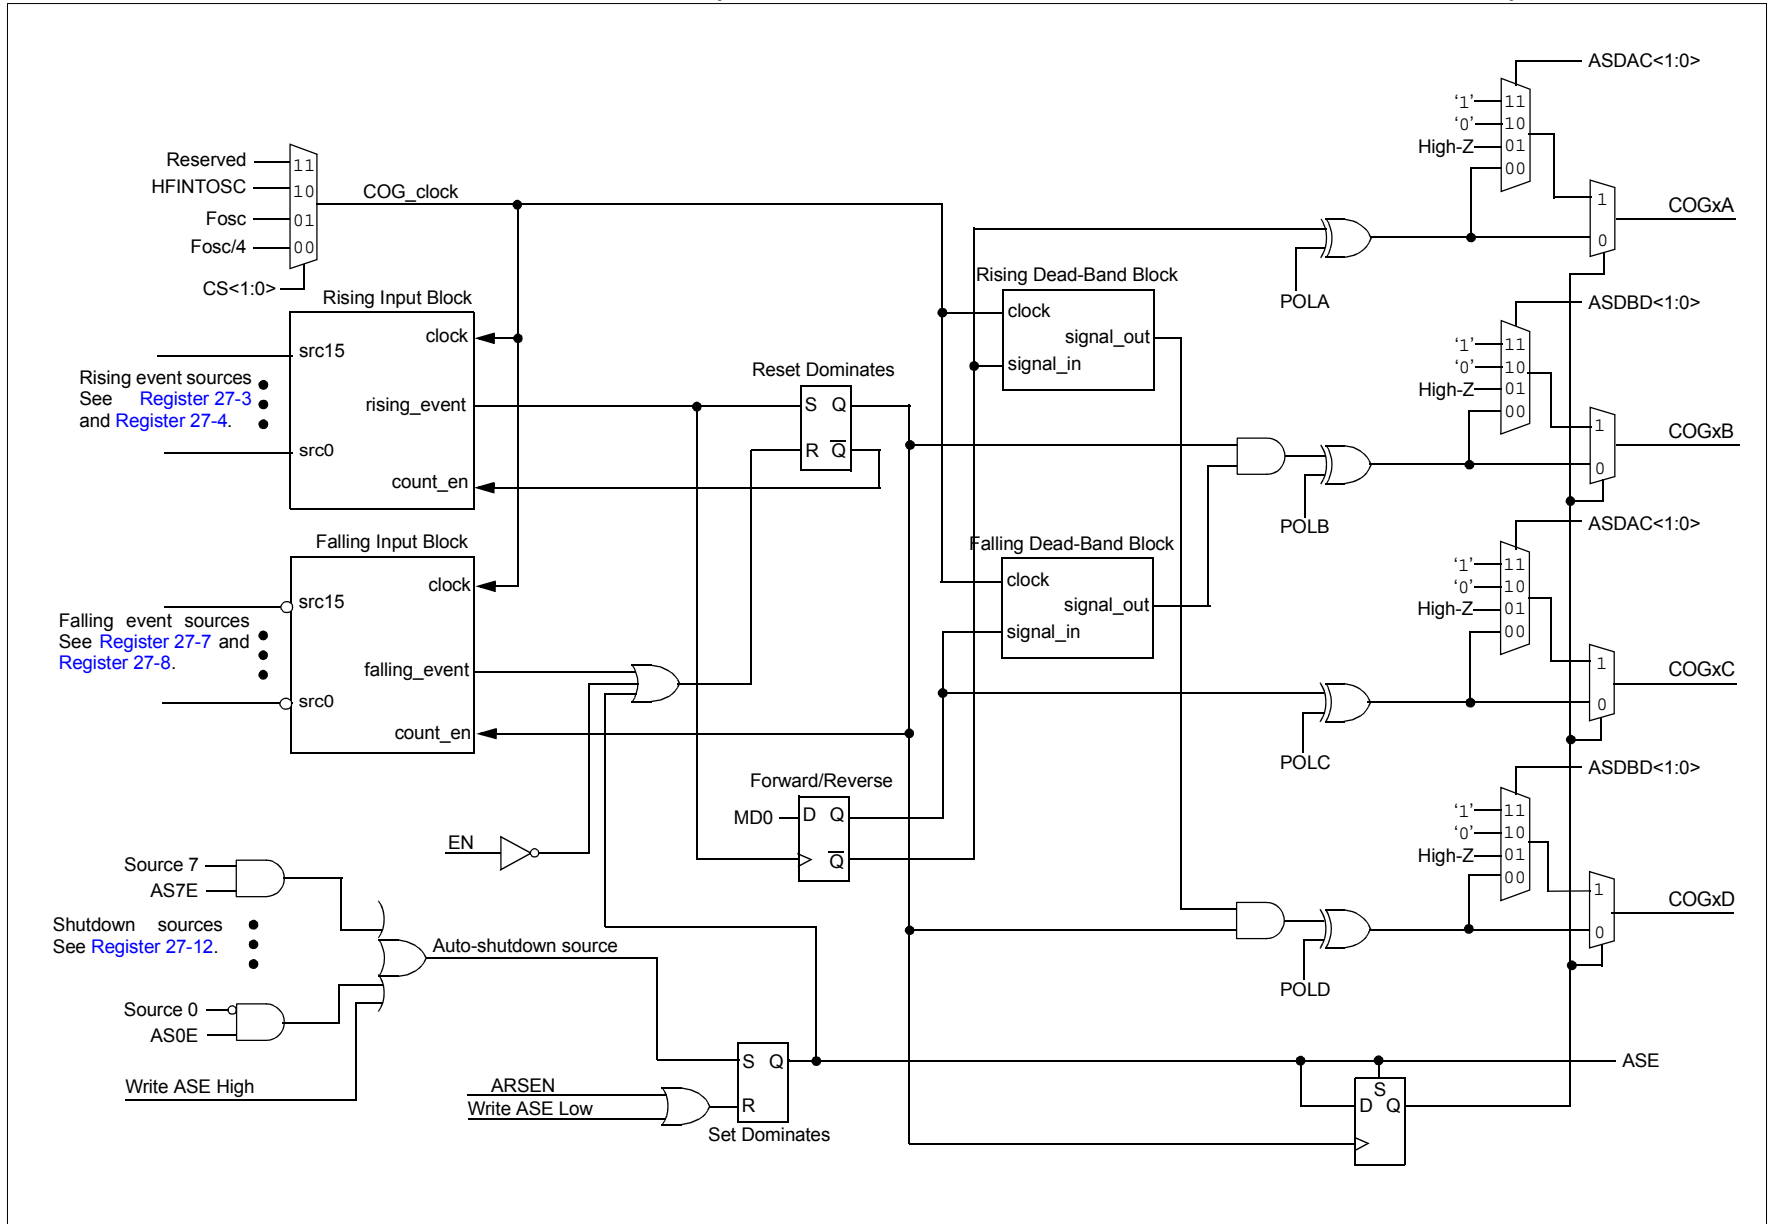 ASDAC<1:0>
'1'
11
'0'
10
High-Z
01
00
1
0
COGxA
POLA
Reserved
11
HFINTOSC
10
Fosc
01
Fosc/4
00
CS<1:0>
COG_clock
Rising Input Block
clock
src15
Rising event sources
See Register 27-3
and Register 27-4.
rising_event
src0
count_en
Reset Dominates
S Q
R Q
Rising Dead-Band Block
clock
signal_out
signal_in
ASDBD<1:0>
'1'
11
'0'
10
High-Z
01
00
1
0
COGxB
POLB
Falling Input Block
clock
src15
Falling event sources
See Register 27-7 and
Register 27-8.
falling_event
src0
count_en
Falling Dead-Band Block
clock
signal_out
signal_in
ASDAC<1:0>
'1'
11
'0'
10
High-Z
01
00
1
0
COGxC
POLC
Forward/Reverse
MD0
D Q
Q
EN
ASDBD<1:0>
'1'
11
'0'
10
High-Z
01
00
1
0
COGxD
POLD
Source 7
AS7E
Shutdown sources
See Register 27-12.
Auto-shutdown source
Source 0
AS0E
Write ASE High
ARSEN
Write ASE Low
S Q
R
Set Dominates
ASE
S
D Q